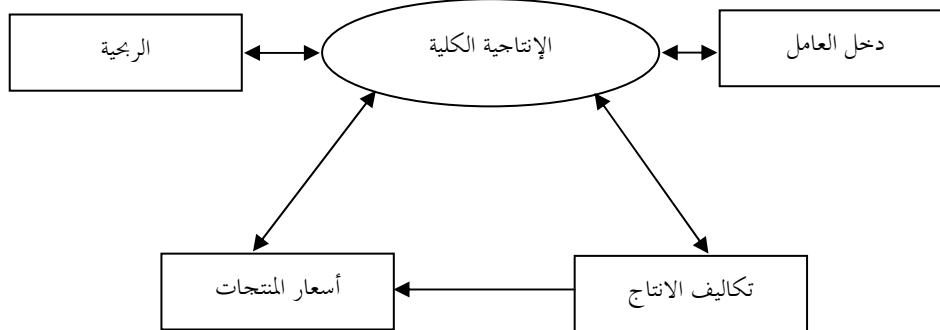 دخل العامل
الإنتاجية الكلية
الربحية
تكاليف الانتاج
أسعار المنتجات